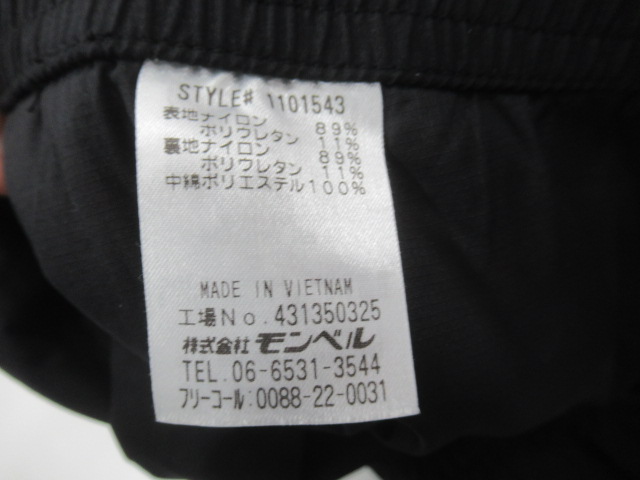 STYLE# 1101543
表地ナイロン 89%
ポリウレタン 11%
裏地ナイロン 89%
ポリウレタン 11%
中綿ポリエステル100%
MADE IN VIETNAM
工場No.431350325
株式会社 モンベル
TEL.06-6531-3544
フリーコール:0088-22-0031